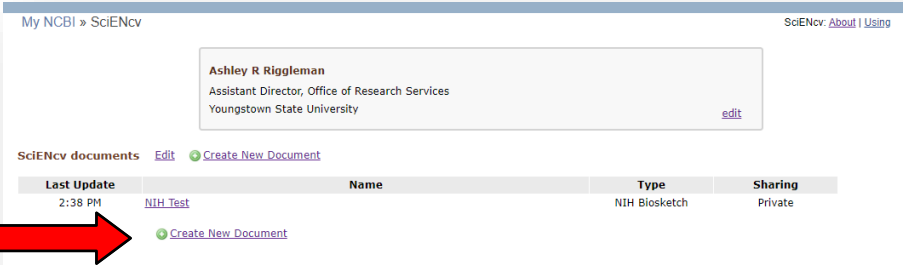 My NCBI » SciENcv
SciENcv: About | Using
Ashley R Riggleman
Assistant Director, Office of Research Services
Youngstown State University
edit
SciENcv documents Edit Create New Document
Last Update Name Type Sharing
2:38 PM NIH Test NIH Biosketch Private
Create New Document